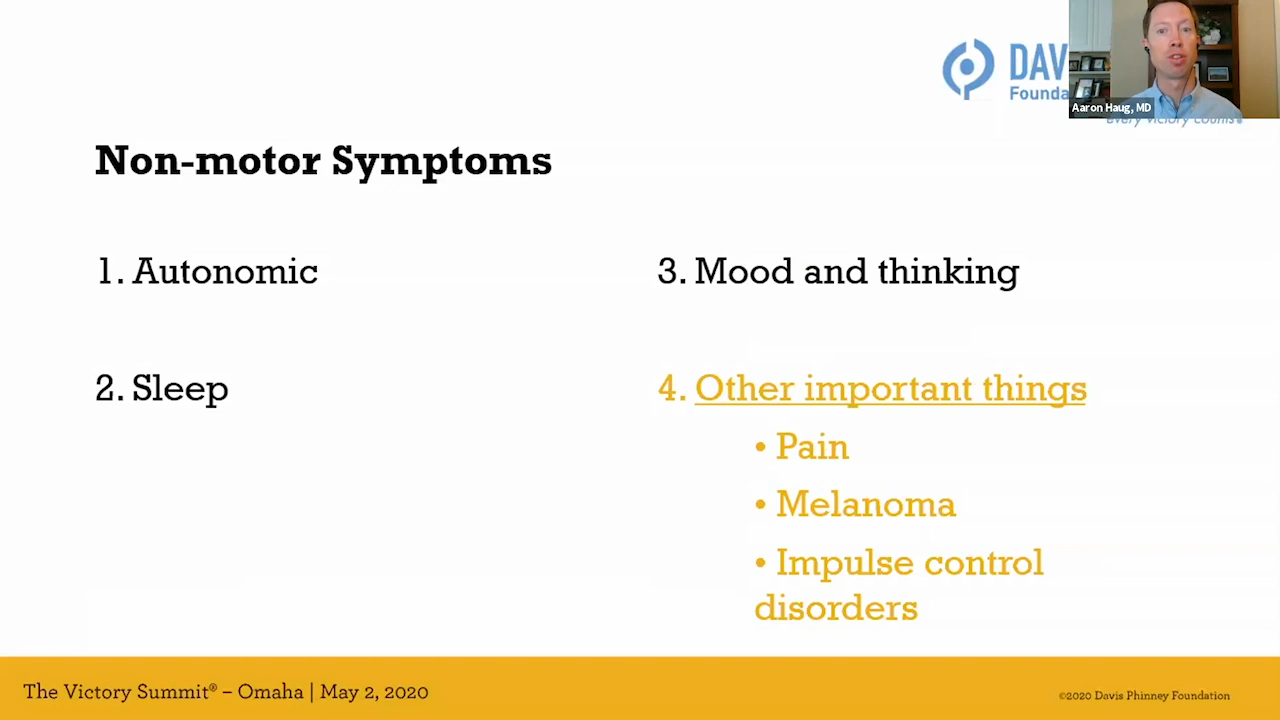 DAV
Founda
Aaron Haug, MD
every victory counts
Non-motor Symptoms
1. Autonomic
2. Sleep
3. Mood and thinking
4. Other important things
• Pain
• Melanoma
• Impulse control
disorders
The Victory Summit® – Omaha | May 2, 2020
©2020 Davis Phinney Foundation